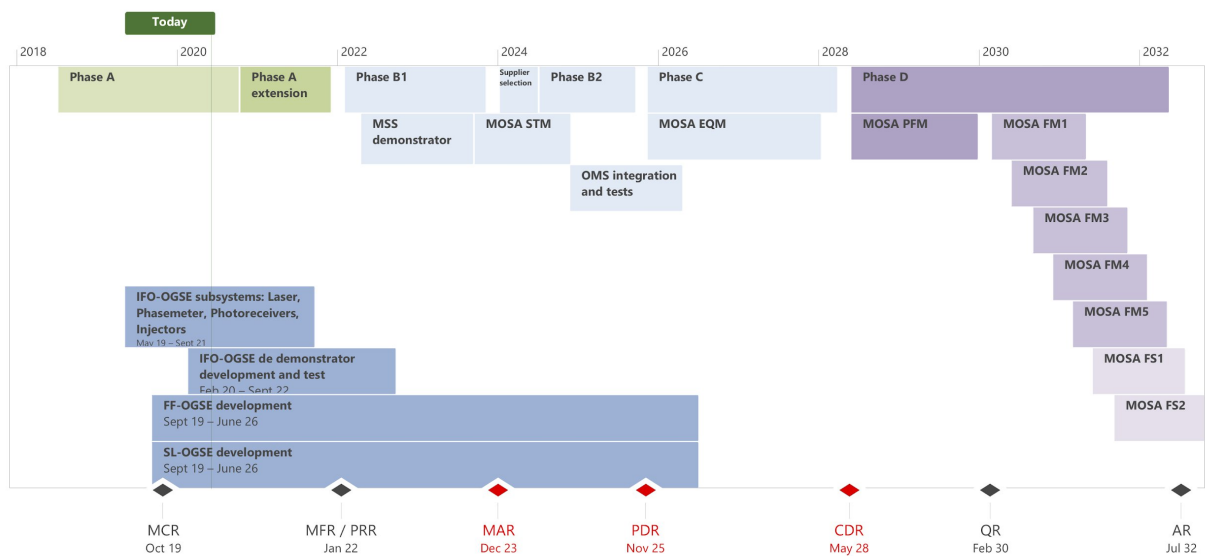 Today
2018
2020
2022
2024
2026
2028
2030
2032
Phase A
Phase A
extension
Phase B1
Supplier
selection
Phase B2
Phase C
Phase D
MSS
demonstrator
MOSA STM
MOSA EQM
MOSA PFM
MOSA FM1
OMS integration
and tests
MOSA FM2
MOSA FM3
MOSA FM4
IFO-OGSE subsystems: Laser,
Phasemeter, Photoreceivers,
Injectors
May 19 – Sept 21
MOSA FM5
IFO-OGSE de demonstrator
development and test
Feb 20 – Sept 22
MOSA FS1
FF-OGSE development
Sept 19 – June 26
MOSA FS2
SL-OGSE development
Sept 19 – June 26
MCR
Oct 19
MFR / PRR
Jan 22
MAR
Dec 23
PDR
Nov 25
CDR
May 28
QR
Feb 30
AR
Jul 32